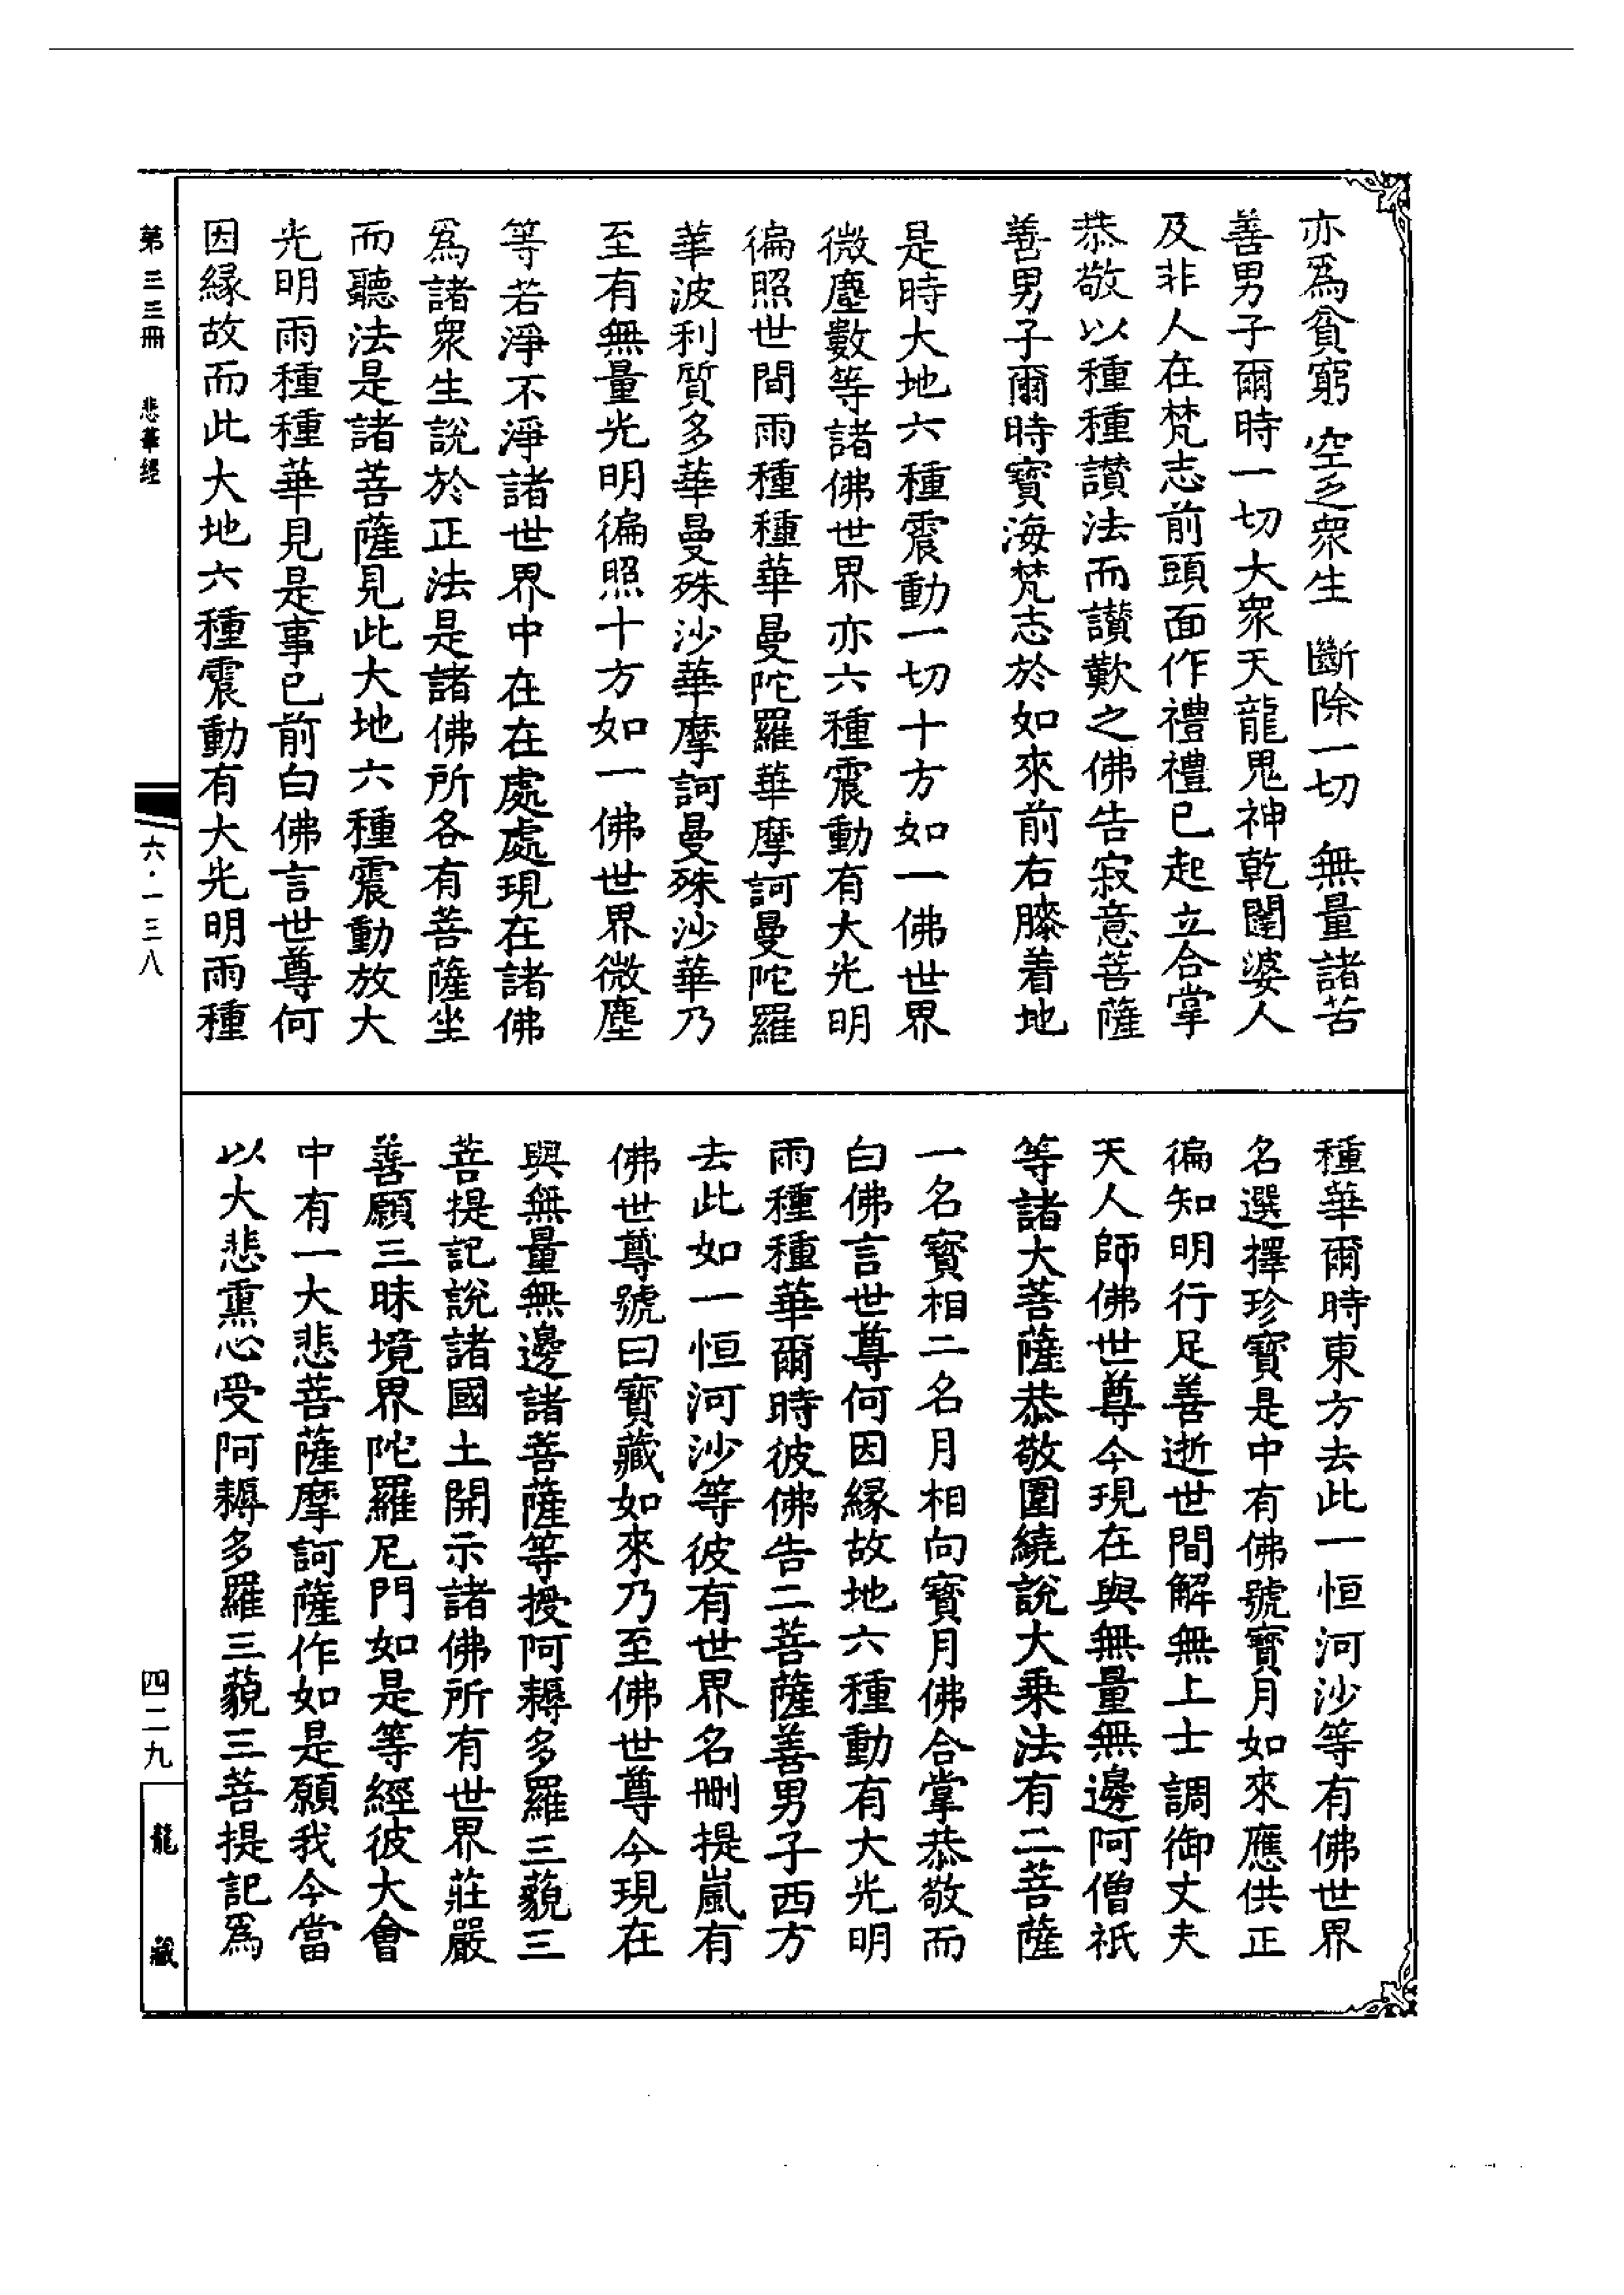 亦爲貧窮　空乏衆生　斷除一切　無量諸苦
善男子爾時一切大衆天龍鬼神乾闥婆人
及非人在梵志前頭面作禮禮已起立合掌
恭敬以種種讃法而讃歎之佛告寂意菩薩
善男子爾時寶海梵志於如來前右膝着地
是時大地六種震動一切十方如一佛世界
微塵數等諸佛世界亦六種震動有大光明
徧照世間雨種種華曼陀羅華摩訶曼陀羅
華波利質多華曼殊沙華摩訶曼殊沙華乃
至有無量光明徧照十方如一佛世界微塵
等若淨不淨諸世界中在在處處現在諸佛
爲諸衆生說於正法是諸佛所各有菩薩坐
而聽法是諸菩薩見此大地六種震動放大
光明雨種種華見是事已前白佛言世尊何
因緣故而此大地六種震動有大光明雨種
種華爾時東方去此一恒河沙等有佛世界
名選擇珍寶是中有佛號寶月如來應供正
徧知明行足善逝世間解無上士調御丈夫
天人師佛世尊今現在與無量無邊阿僧祇
等諸大菩薩恭敬圍繞說大乗法有二菩薩
一名寶相二名月相向寶月佛合掌恭敬而
白佛言世尊何因緣故地六種動有大光明
雨種種華爾時彼佛告二菩薩善男子西方
去此如一恒河沙等彼有世界名刪提嵐有
佛世尊號曰寶藏如來乃至佛世尊今現在
與無量無邊諸菩薩等授阿耨多羅三藐三
菩提記說諸國土開示諸佛所有世界莊嚴
善願三昧境界陀羅尼門如是等經彼大會
中有一大悲菩薩摩訶薩作如是願我今當
以大悲熏心受阿耨多羅三藐三菩提記爲
第三三冊　悲華經
六・一三八
四二九
龍藏